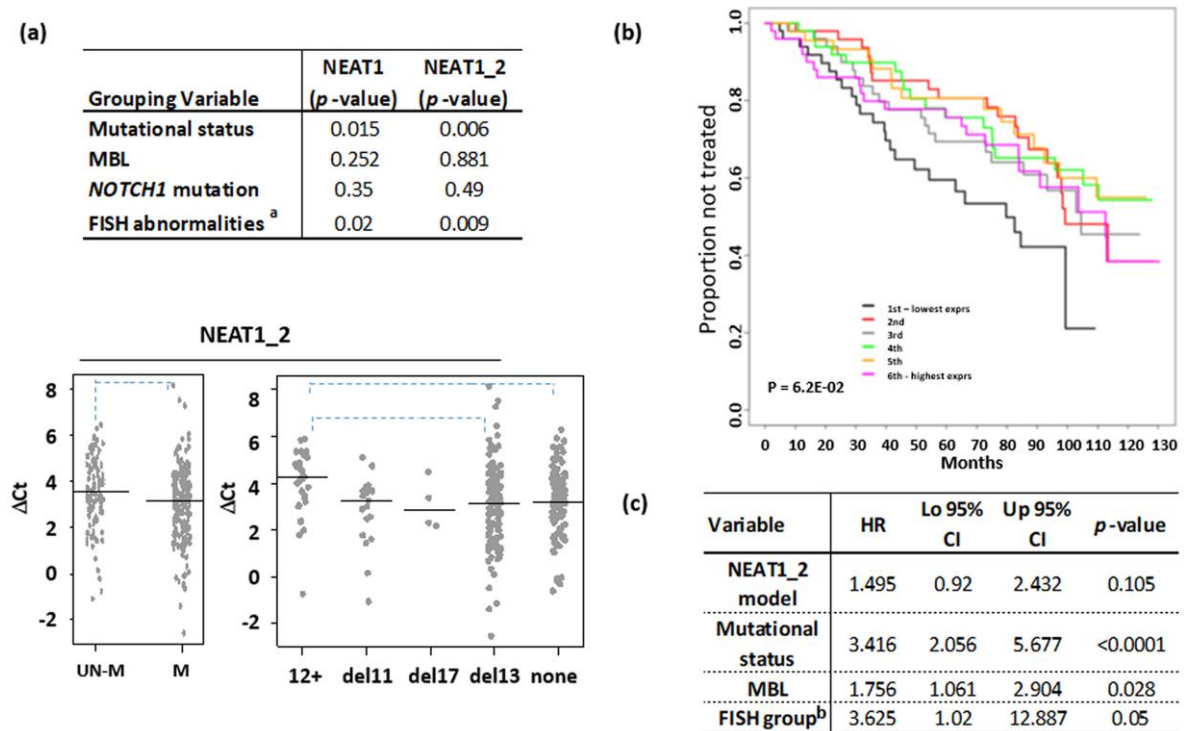 (a)
NEAT1 NEAT1_2
Grouping Variable (p-value) (p-value)
Mutational status 0.015 0.006
MBL 0.252 0.881
NOTCH1 mutation 0.35 0.49
FISH abnormalities a 0.02 0.009
NEAT1_2
ΔCt
8
6
4
2
0
-2
UN-M M
ΔCt
8
6
4
2
0
-2
12+ del11 del17 del13 none
(b)
Proportion not treated
1.0
0.8
0.6
0.4
0.2
0.0
1st – lowest exprs
2nd
3rd
4th
5th
6th - highest exprs
P = 6.2E-02
0 10 20 30 40 50 60 70 80 90 100 110 120 130
Months
(c)
Variable HR Lo 95% CI Up 95% CI p-value
NEAT1_2 model 1.495 0.92 2.432 0.105
Mutational status 3.416 2.056 5.677 <0.0001
MBL 1.756 1.061 2.904 0.028
FISH group b 3.625 1.02 12.887 0.05